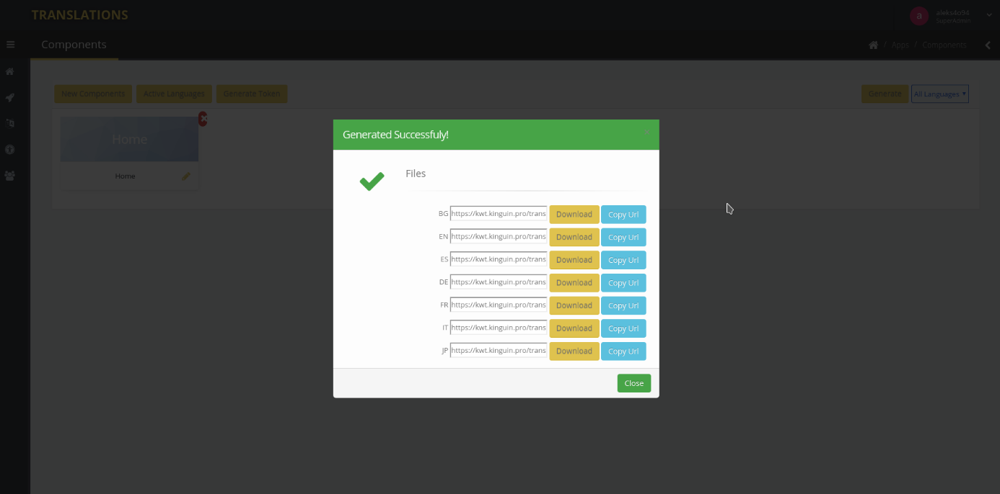 TRANSLATIONS
a
aleks4o94
SuperAdmin
Components
/ Apps / Components
New Components
Active Languages
Generate Token
Generate
All Languages
Home
Home
Generated Successfuly!
×
Files
BG https://kwt.kinguin.pro/trans Download Copy Url
EN https://kwt.kinguin.pro/trans Download Copy Url
ES https://kwt.kinguin.pro/trans Download Copy Url
DE https://kwt.kinguin.pro/trans Download Copy Url
FR https://kwt.kinguin.pro/trans Download Copy Url
IT https://kwt.kinguin.pro/trans Download Copy Url
JP https://kwt.kinguin.pro/trans Download Copy Url
Close